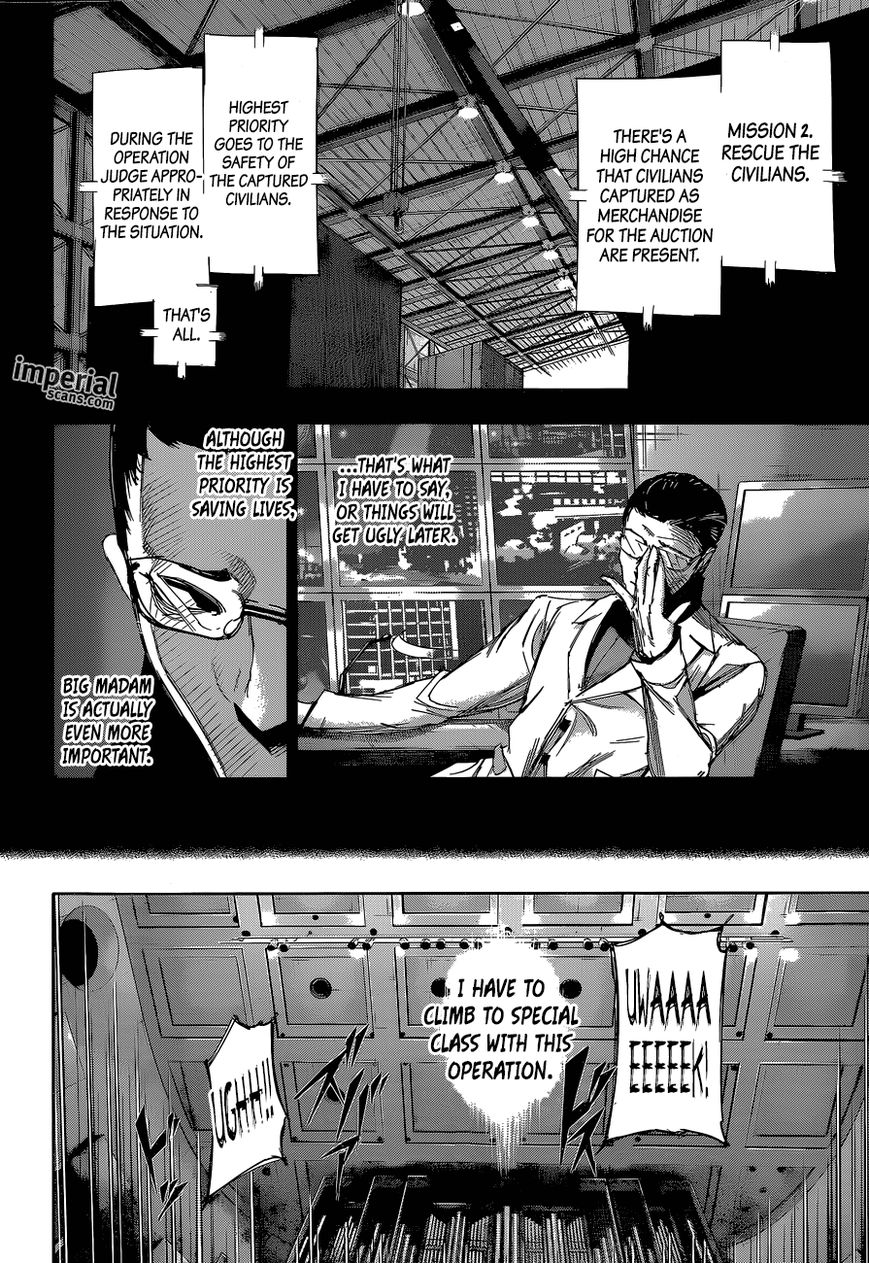 MISSION 2.
RESCUE THE
CIVILIANS.
THERE'S A
HIGH CHANCE
THAT CIVILIANS
CAPTURED AS
MERCHANDISE
FOR THE AUCTION
ARE PRESENT.
HIGHEST
PRIORITY
GOES TO THE
SAFETY OF
THE CAPTURED
CIVILIANS.
DURING THE
OPERATION
JUDGE APPRO-
PRIATELY IN
RESPONSE TO
THE SITUATION.
THAT'S
ALL.
imperial
scans.com
...THAT'S WHAT
I HAVE TO SAY,
OR THINGS WILL
GET UGLY LATER.
ALTHOUGH
THE HIGHEST
PRIORITY IS
SAVING LIVES,
BIG MADAM
IS ACTUALLY
EVEN MORE
IMPORTANT.
UWAAAA
EEEEEK!
I HAVE TO
CLIMB TO SPECIAL
CLASS WITH THIS
OPERATION.
UGHH!!
ズズ
ド
ド